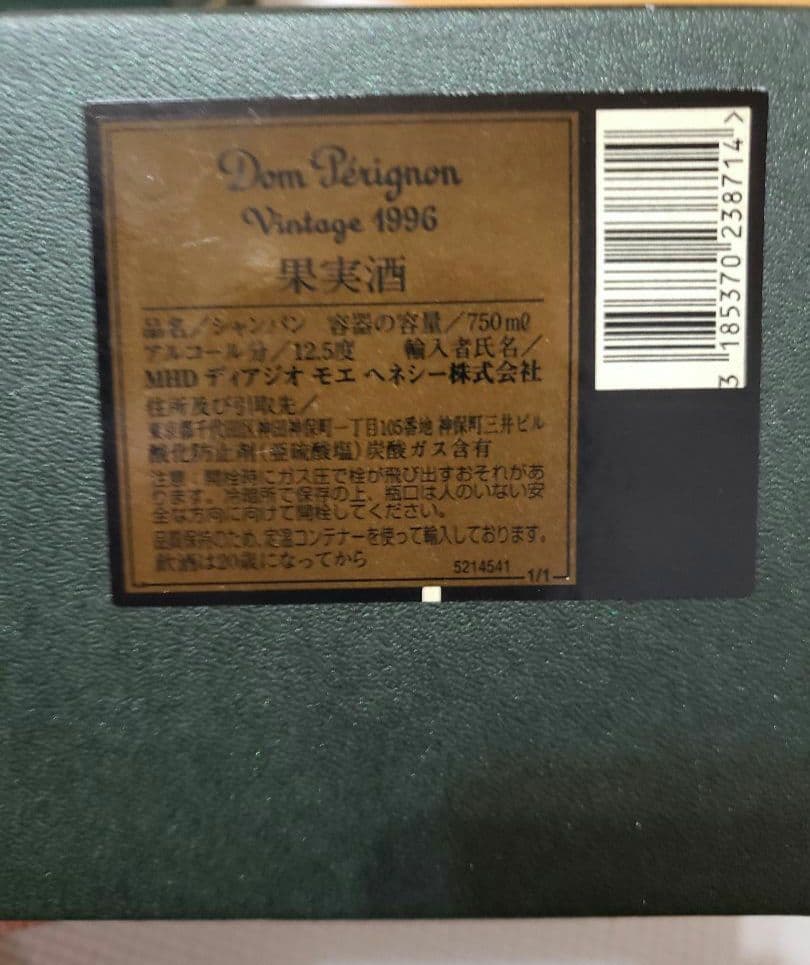 Dom Pérignon
Vintage 1996
果実酒
品名／シャンパン 容器の容量／750mℓ
アルコール分／12.5度 輸入者氏名／
MHD ディアジオ モエ ヘネシー株式会社
住所及び引取先／
東京都千代田区神田神保町一丁目105番地 神保町三井ビル
酸化防止剤(亜硫酸塩)炭酸ガス含有
注意：開栓時にガス圧で栓が飛び出すおそれがあ
ります。冷暗所で保存の上、瓶口は人のいない安
全な方向に向けて開栓してください。
品質保持のため、定温コンテナーを使って輸入しております。
飲酒は20歳になってから
5214541
1/1
3 185370 238714 >